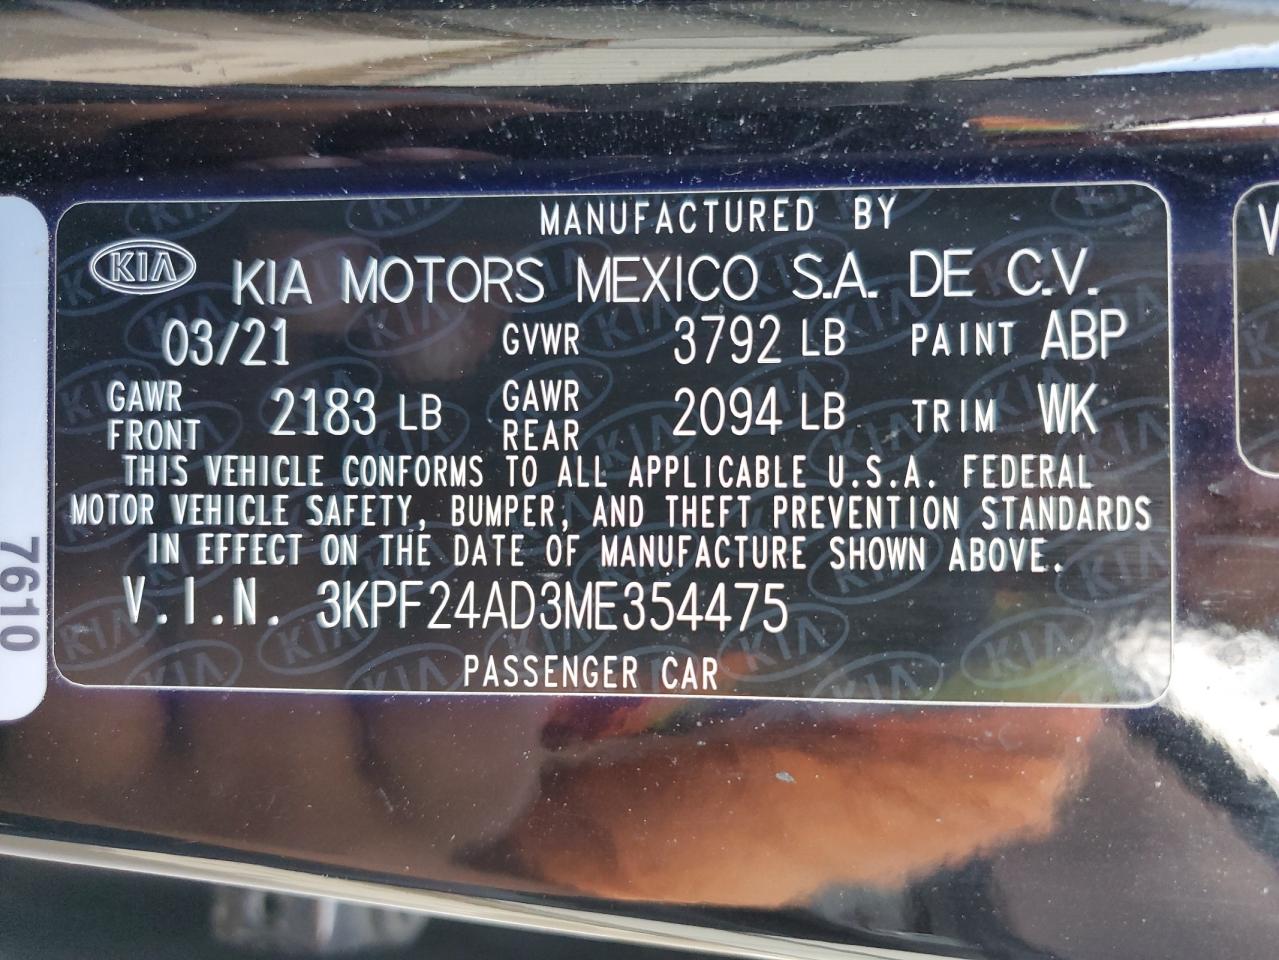 MANUFACTURED BY
KIA KIA MOTORS MEXICO S.A. DE C.V.
03/21 GVWR 3792 LB PAINT ABP
GAWR FRONT 2183 LB GAWR REAR 2094 LB TRIM WK
THIS VEHICLE CONFORMS TO ALL APPLICABLE U.S.A. FEDERAL
MOTOR VEHICLE SAFETY, BUMPER, AND THEFT PREVENTION STANDARDS
IN EFFECT ON THE DATE OF MANUFACTURE SHOWN ABOVE.
V.I.N. 3KPF24AD3ME354475
PASSENGER CAR
7610